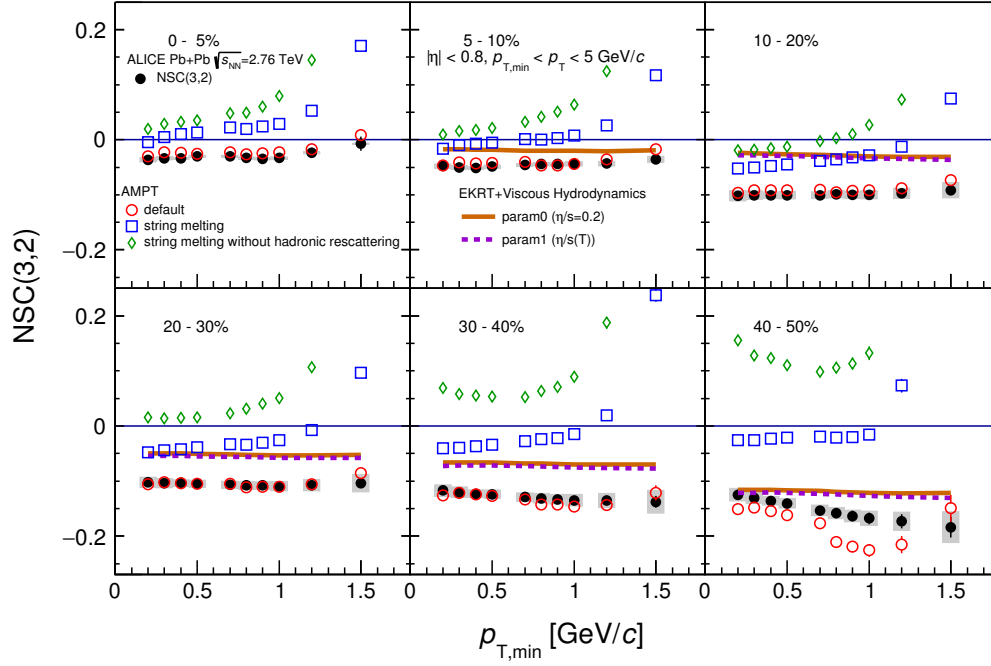 0 - 5%
ALICE Pb+Pb √sNN=2.76 TeV
NSC(3,2)
AMPT
default
string melting
string melting without hadronic rescattering
5 - 10%
|η| < 0.8, pT,min < pT < 5 GeV/c
EKRT+Viscous Hydrodynamics
param0 (η/s=0.2)
param1 (η/s(T))
10 - 20%
0.2
0
−0.1
−0.2
20 - 30%
30 - 40%
40 - 50%
0.2
0
−0.2
NSC(3,2)
0 0.5 1 0 0.5 1 1.5 0 0.5 1 1.5
pT,min [GeV/c]